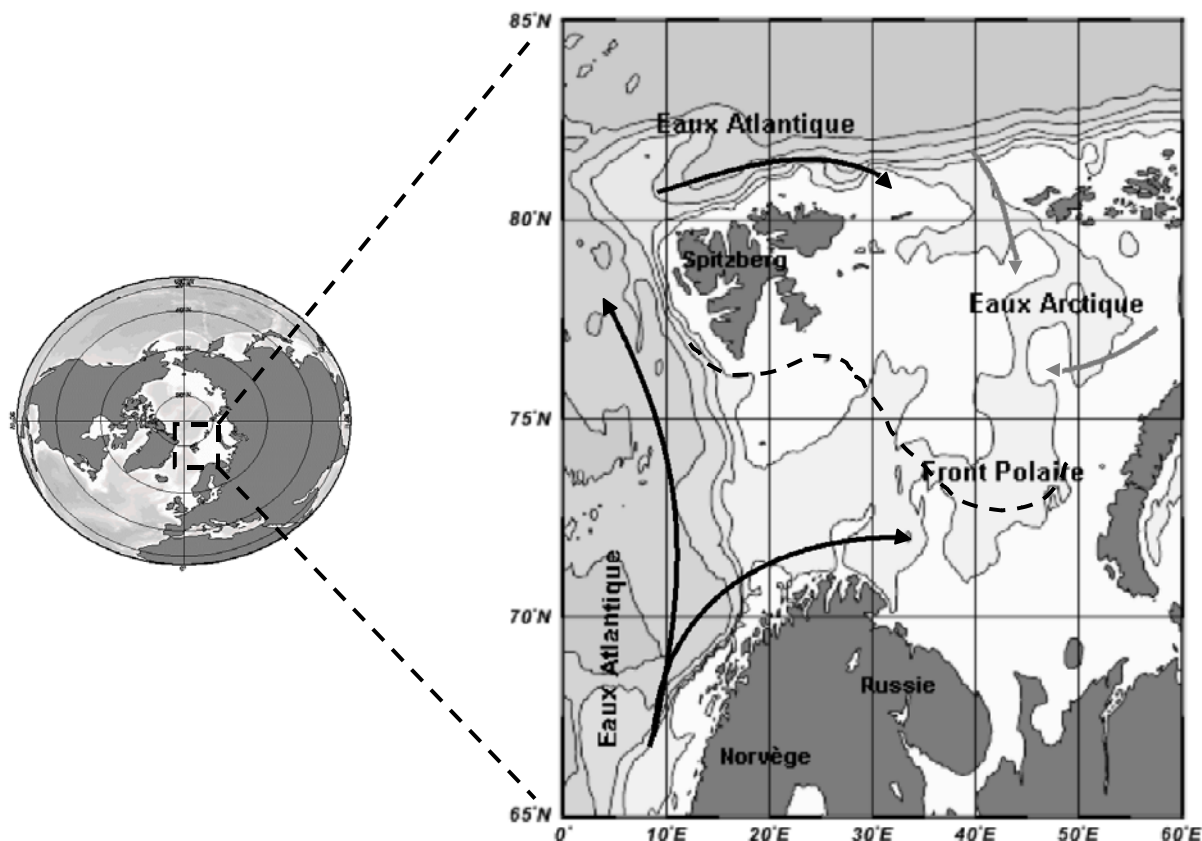 85°N
Eaux Atlantique
80°N
Spitzberg
Eaux Arctique
75°N
Front Polaire
Eaux Atlantique
70°N
Russie
Norvège
65°N
0° 10°E 20°E 30°E 40°E 50°E 60°E